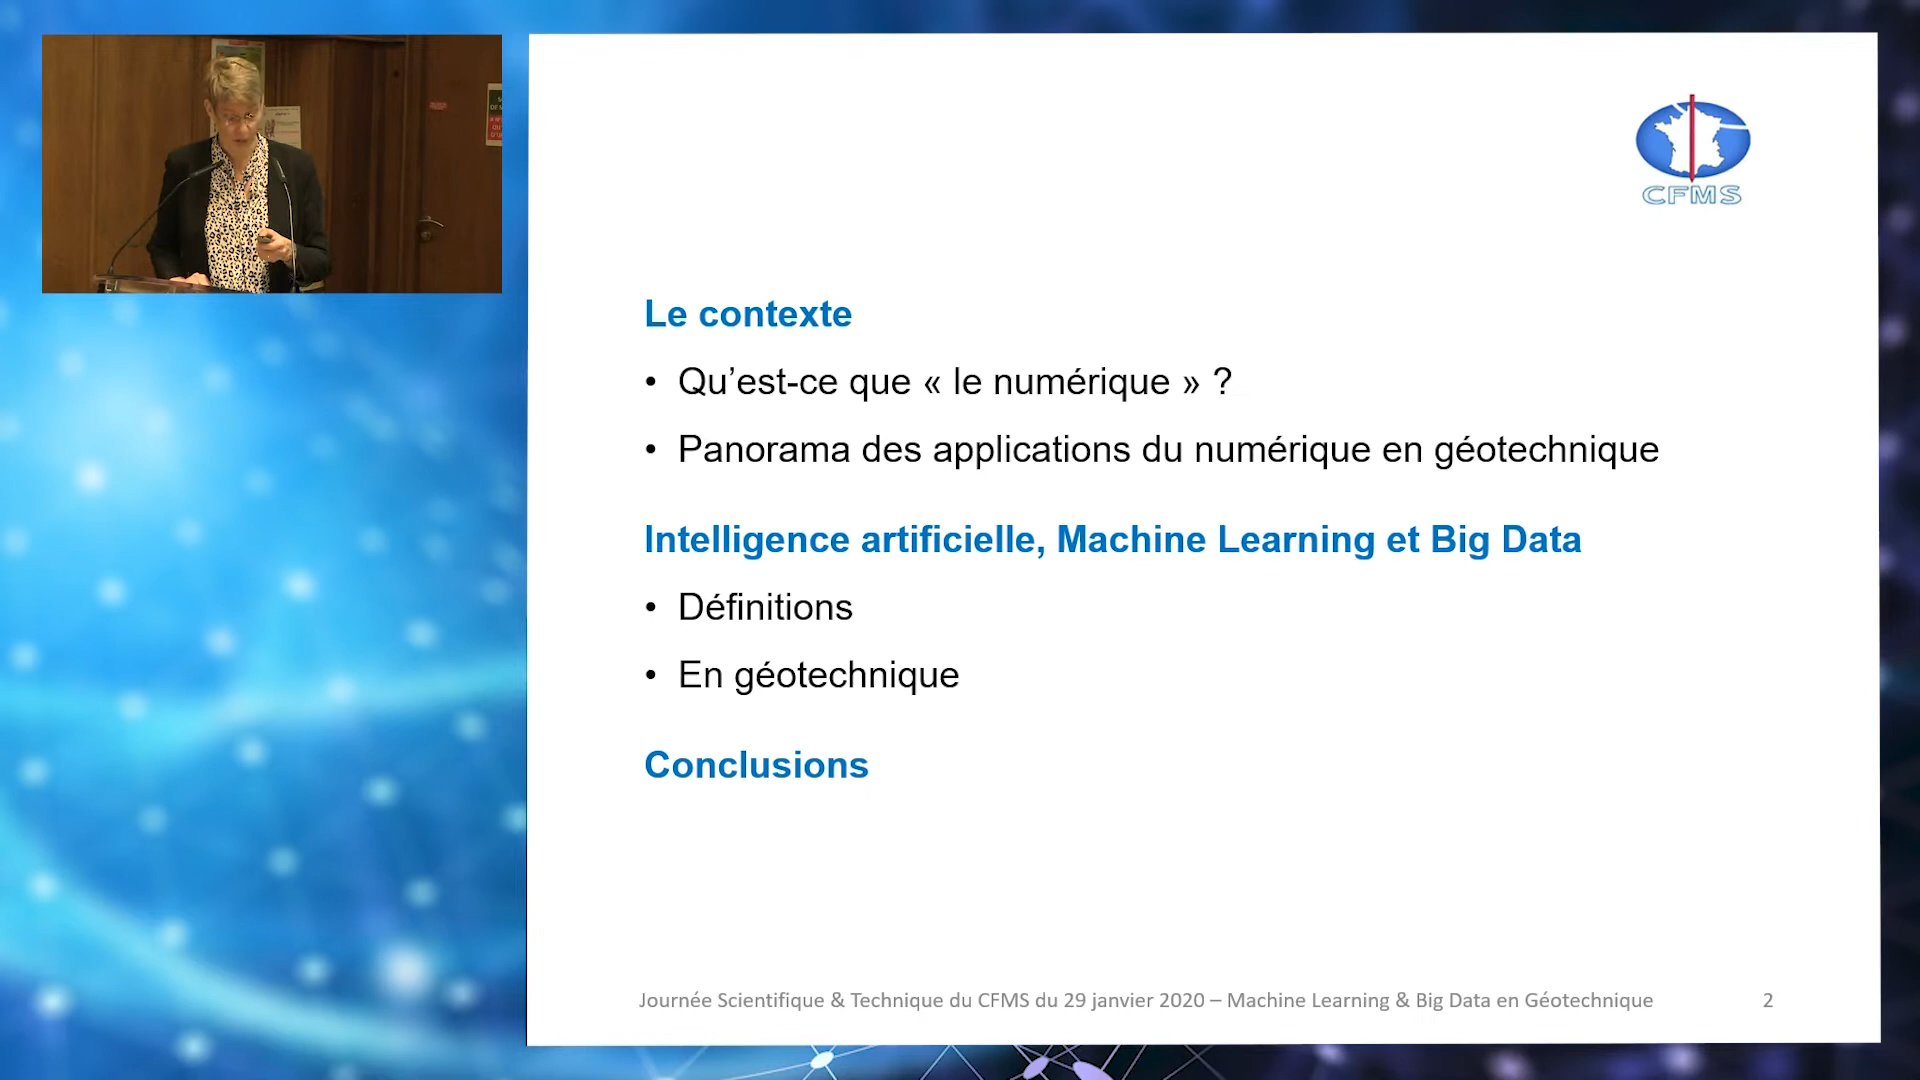 CFMS
Le contexte
• Qu’est-ce que « le numérique » ?
• Panorama des applications du numérique en géotechnique
Intelligence artificielle, Machine Learning et Big Data
• Définitions
• En géotechnique
Conclusions
Journée Scientifique & Technique du CFMS du 29 janvier 2020 – Machine Learning & Big Data en Géotechnique 2